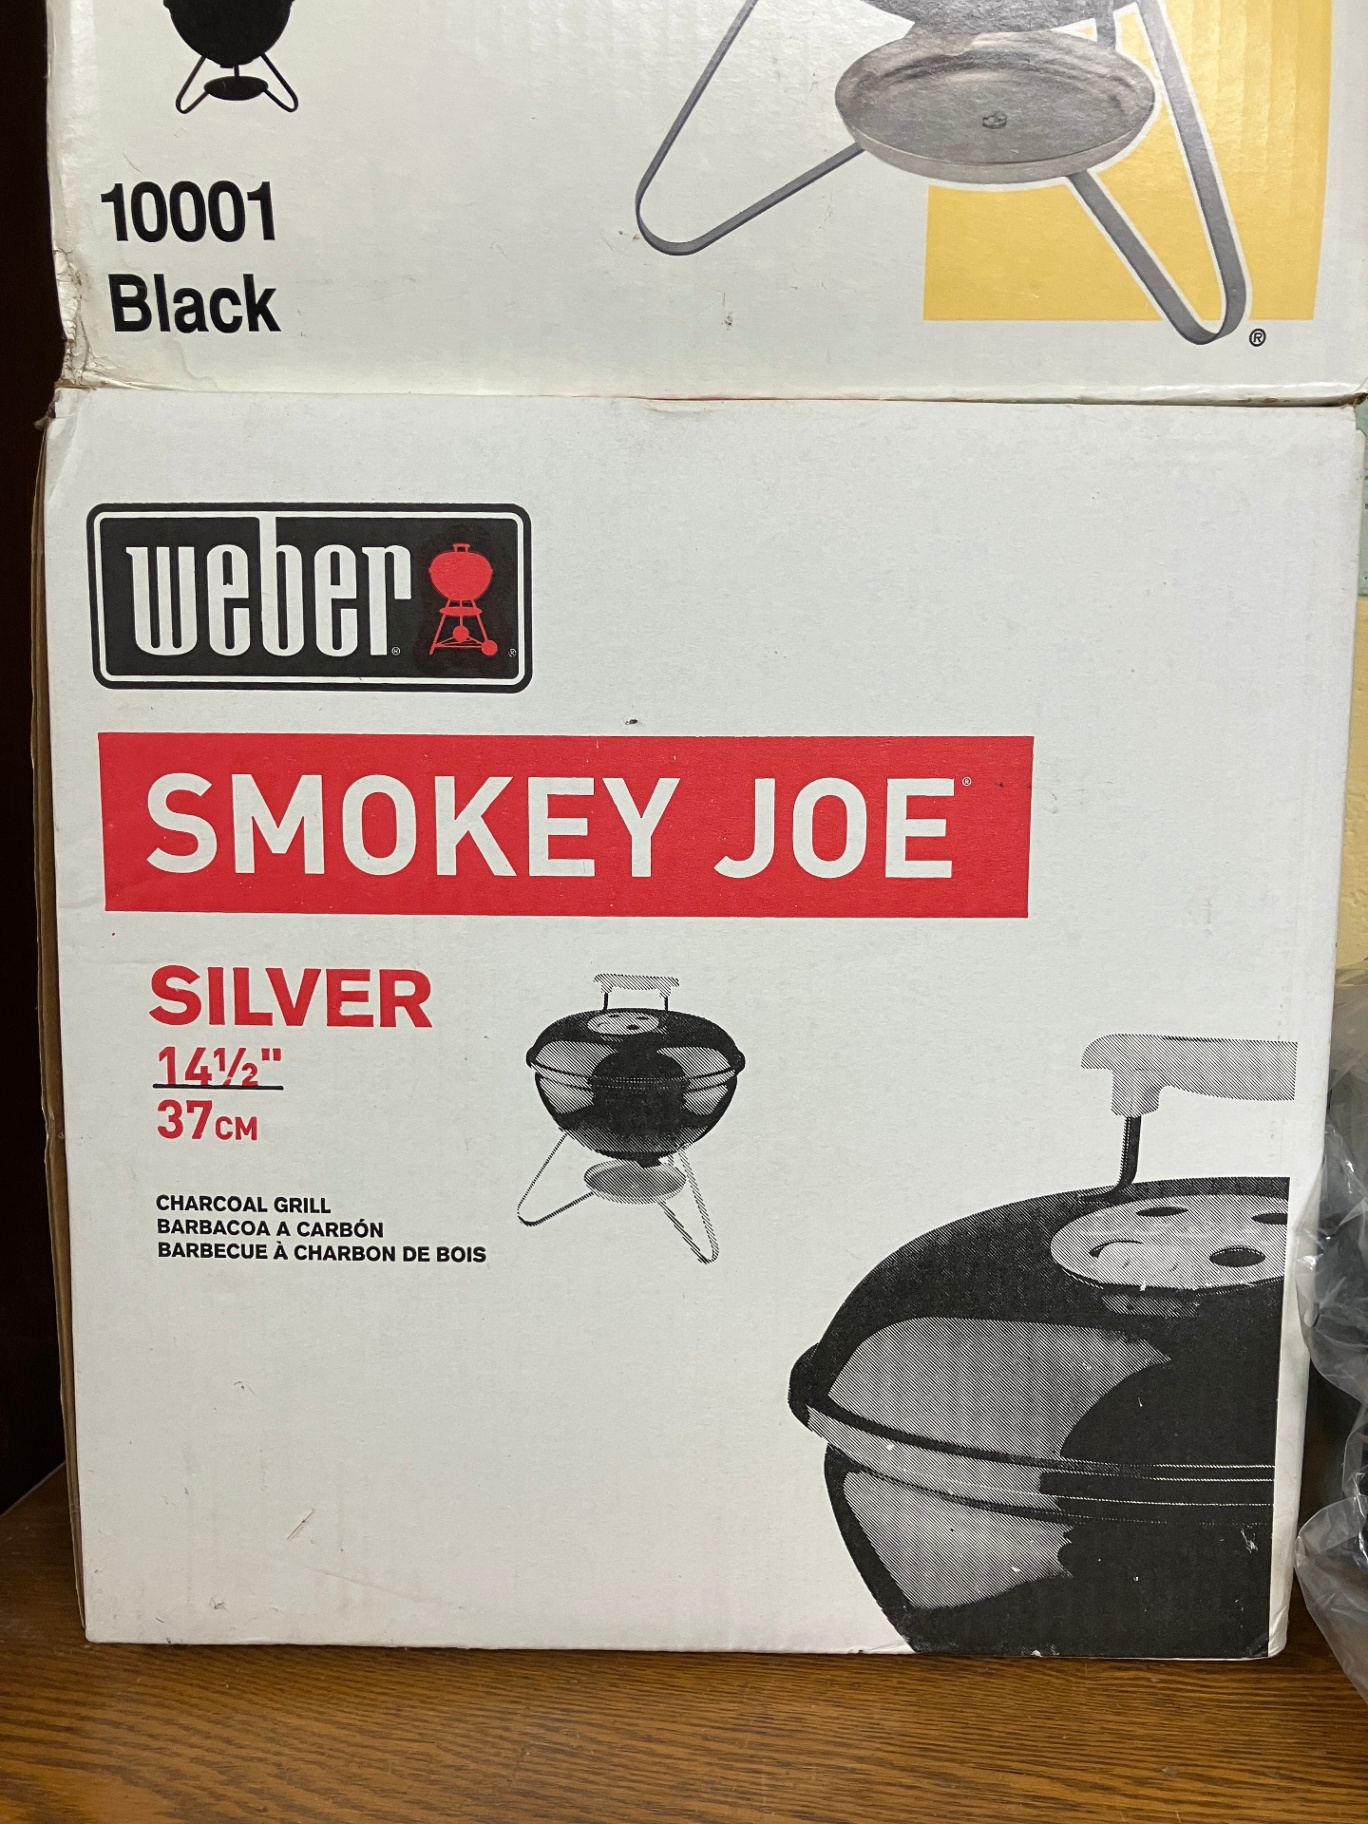 10001
Black
®
weber®
SMOKEY JOE®
SILVER
14½"
37CM
CHARCOAL GRILL
BARBACOA A CARBÓN
BARBECUE À CHARBON DE BOIS